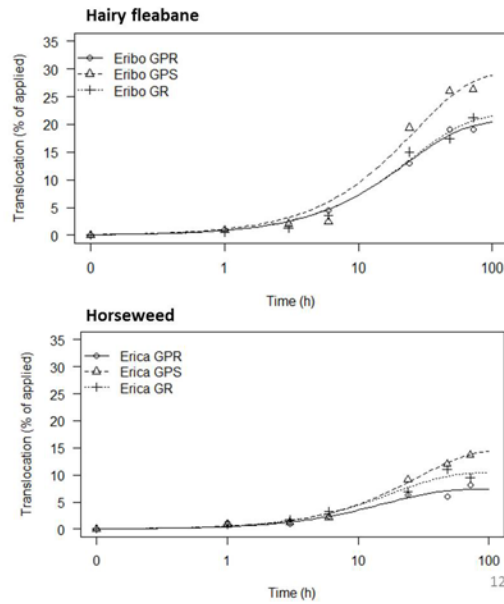 Hairy fleabane
35
30
25
20
15
10
5
0
Translocation (% of applied)
Eribo GPR
Eribo GPS
Eribo GR
0 1 10 100
Time (h)
Horseweed
35
30
25
20
15
10
5
0
Translocation (% of applied)
Erica GPR
Erica GPS
Erica GR
0 1 10 100
Time (h)
12